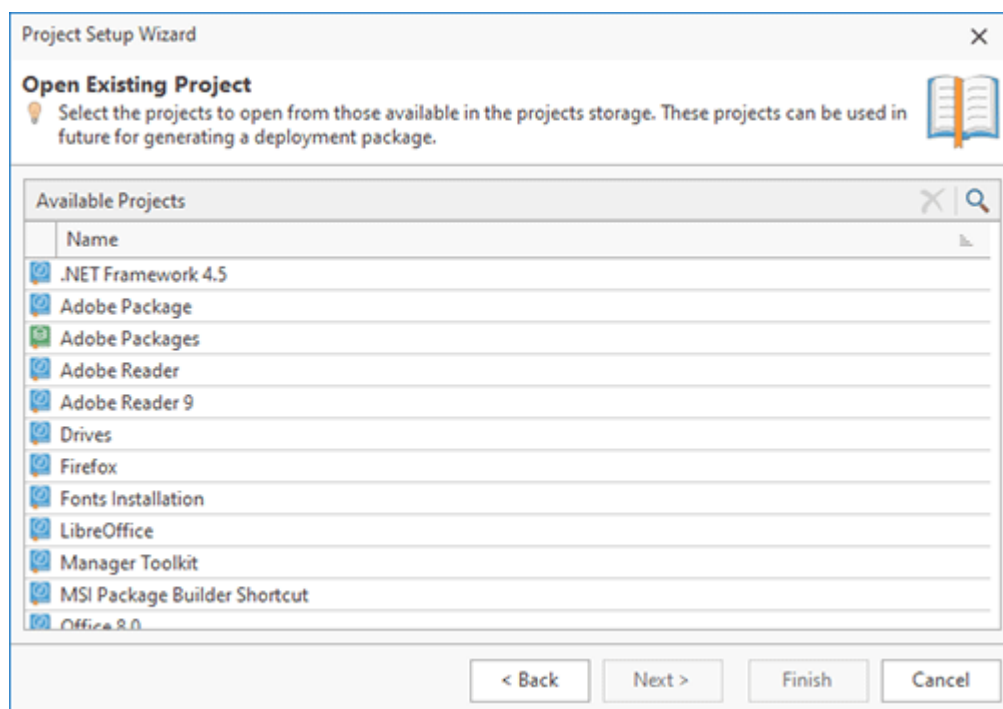 Project Setup Wizard
Open Existing Project
Select the projects to open from those available in the projects storage. These projects can be used in
future for generating a deployment package.
Available Projects
Name
.NET Framework 4.5
Adobe Package
Adobe Packages
Adobe Reader
Adobe Reader 9
Drives
Firefox
Fonts Installation
LibreOffice
Manager Toolkit
MSI Package Builder Shortcut
Office 8.0
< Back Next > Finish Cancel